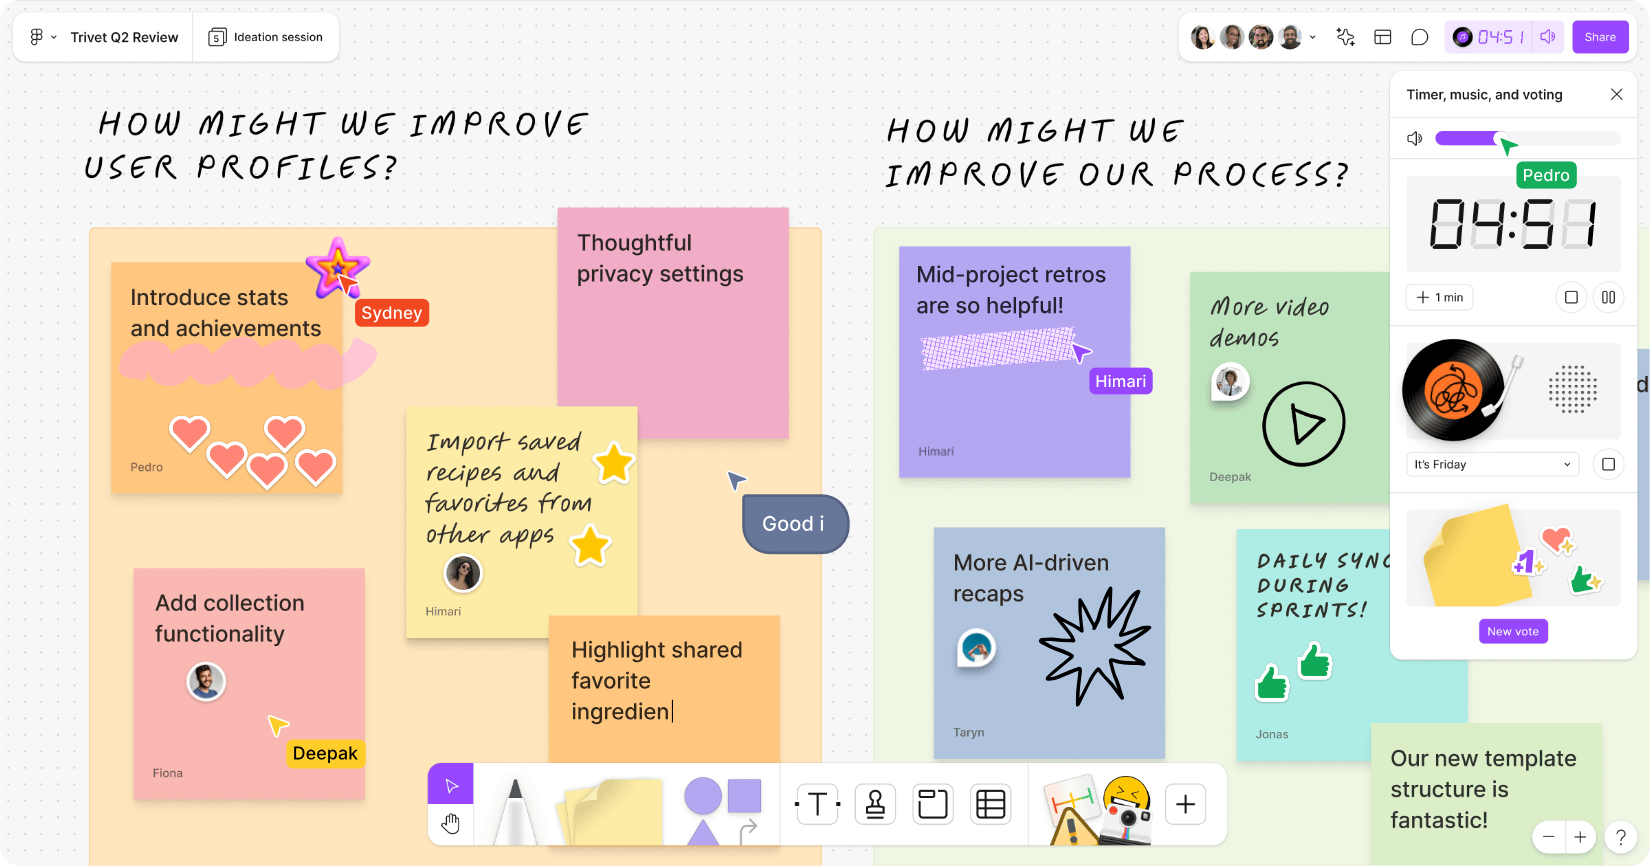 Trivet Q2 Review
5
Ideation session
04:51
Share
HOW MIGHT WE IMPROVE
USER PROFILES?
HOW MIGHT WE
IMPROVE OUR PROCESS?
Timer, music, and voting
Pedro
04:51
1 min
It's Friday
+1
New vote
Introduce stats
and achievements
Sydney
Pedro
Thoughtful
privacy settings
Import saved
recipes and
favorites from
other apps
Himari
Good i
Add collection
functionality
Deepak
Fiona
Highlight shared
favorite
ingredien
Mid-project retros
are so helpful!
Himari
Himari
More video
demos
Deepak
More AI-driven
recaps
Taryn
DAILY SYNC
DURING
SPRINTS!
Jonas
Our new template
structure is
fantastic!
T
?